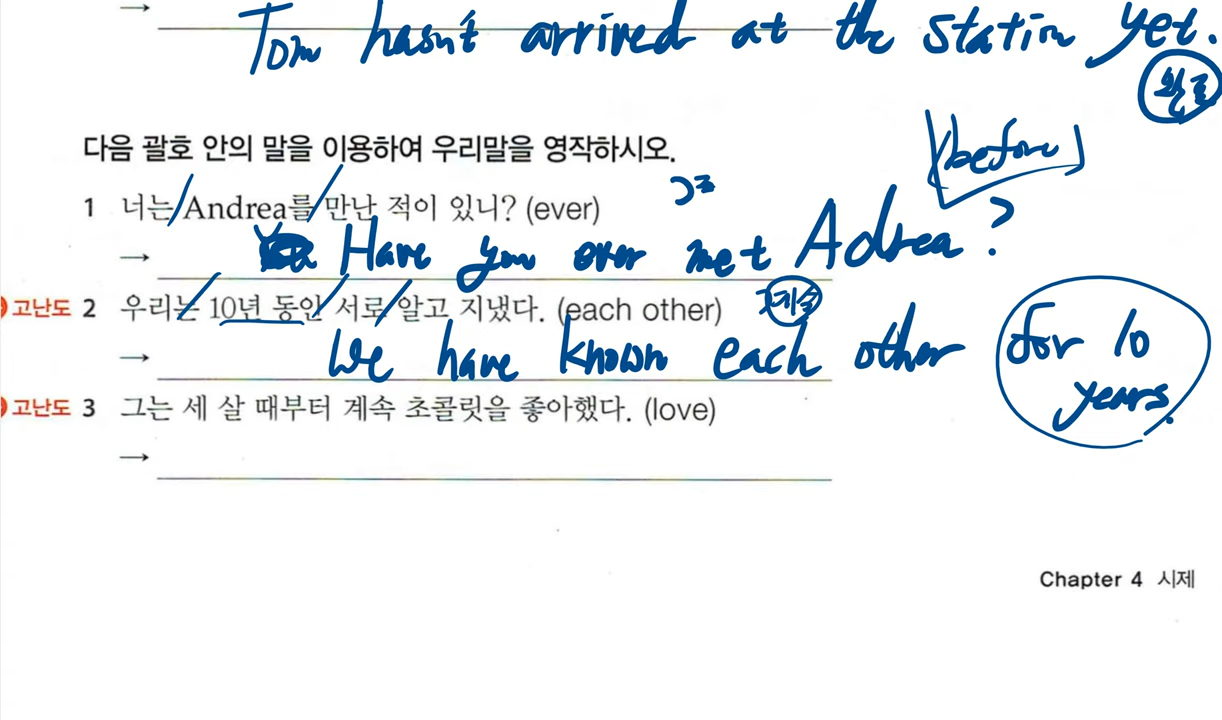 → Tom hasn't arrived at the station yet.
완료
다음 괄호 안의 말을 이용하여 우리말을 영작하시오.
(before)
1 너는 Andrea를 만난 적이 있니? (ever)
→ Have you ever met Adrea?
고난도 2 우리는 10년 동안 서로 알고 지냈다. (each other)
계속
→ We have known each other for 10
years.
고난도 3 그는 세 살 때부터 계속 초콜릿을 좋아했다. (love)
→
Chapter 4 시제